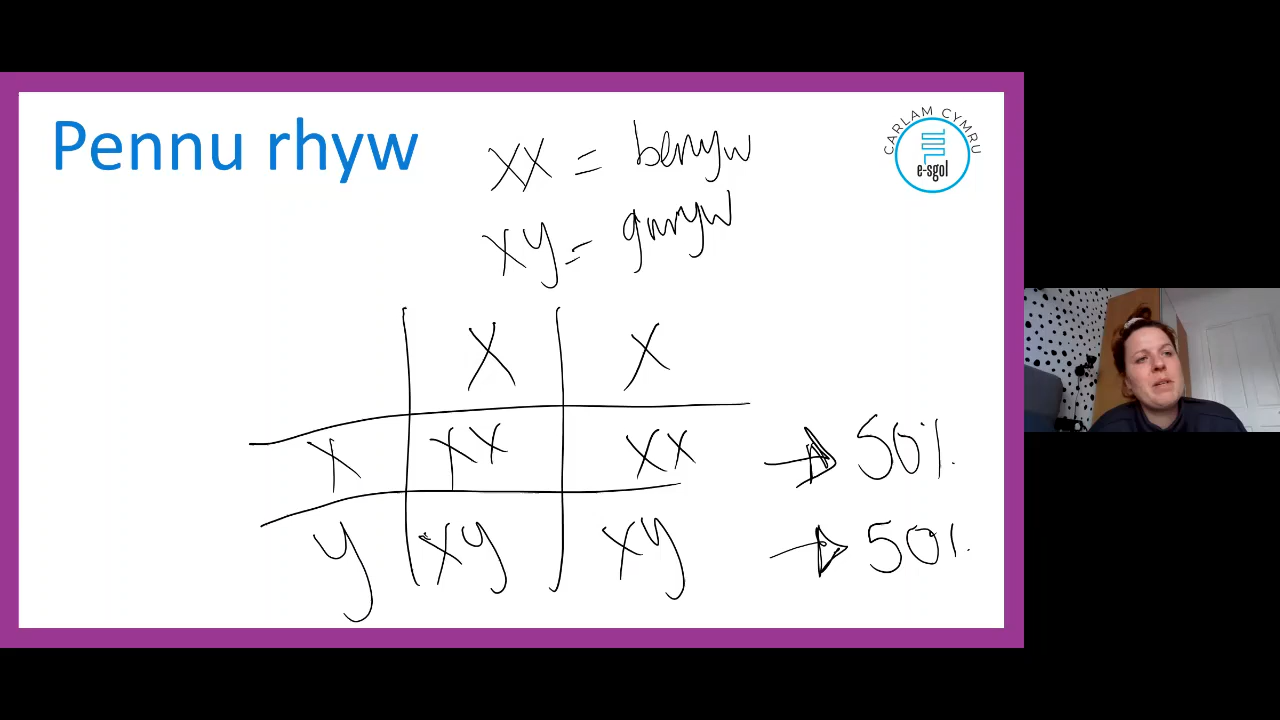 Pennu rhyw
CARLAM CYMRU
e-sgol
XX = benyw
Xy = gwryw
X X
X XX XX → 50%.
y Xy Xy → 50%.